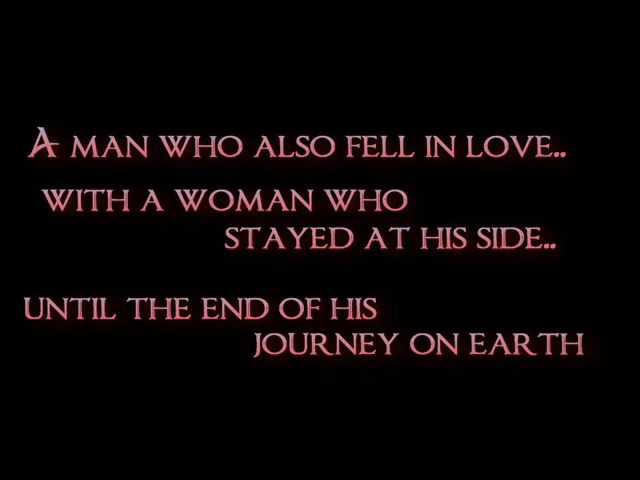 A man who also fell in love..
with a woman who
stayed at his side..
until the end of his
journey on earth